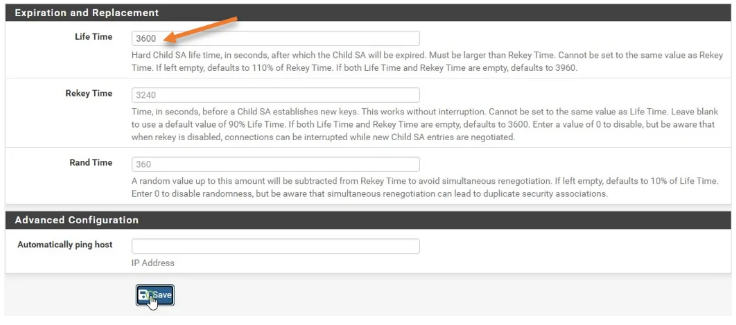 Expiration and Replacement
Life Time
3600
Hard Child SA life time, in seconds, after which the Child SA will be expired. Must be larger than Rekey Time. Cannot be set to the same value as Rekey
Time. If left empty, defaults to 110% of Rekey Time. If both Life Time and Rekey Time are empty, defaults to 3960.
Rekey Time
3240
Time, in seconds, before a Child SA establishes new keys. This works without interruption. Cannot be set to the same value as Life Time. Leave blank
to use a default value of 90% Life Time. If both Life Time and Rekey Time are empty, defaults to 3600. Enter a value of 0 to disable, but be aware that
when rekey is disabled, connections can be interrupted while new Child SA entries are negotiated.
Rand Time
360
A random value up to this amount will be subtracted from Rekey Time to avoid simultaneous renegotiation. If left empty, defaults to 10% of Life Time.
Enter 0 to disable randomness, but be aware that simultaneous renegotiation can lead to duplicate security associations.
Advanced Configuration
Automatically ping host
IP Address
Save